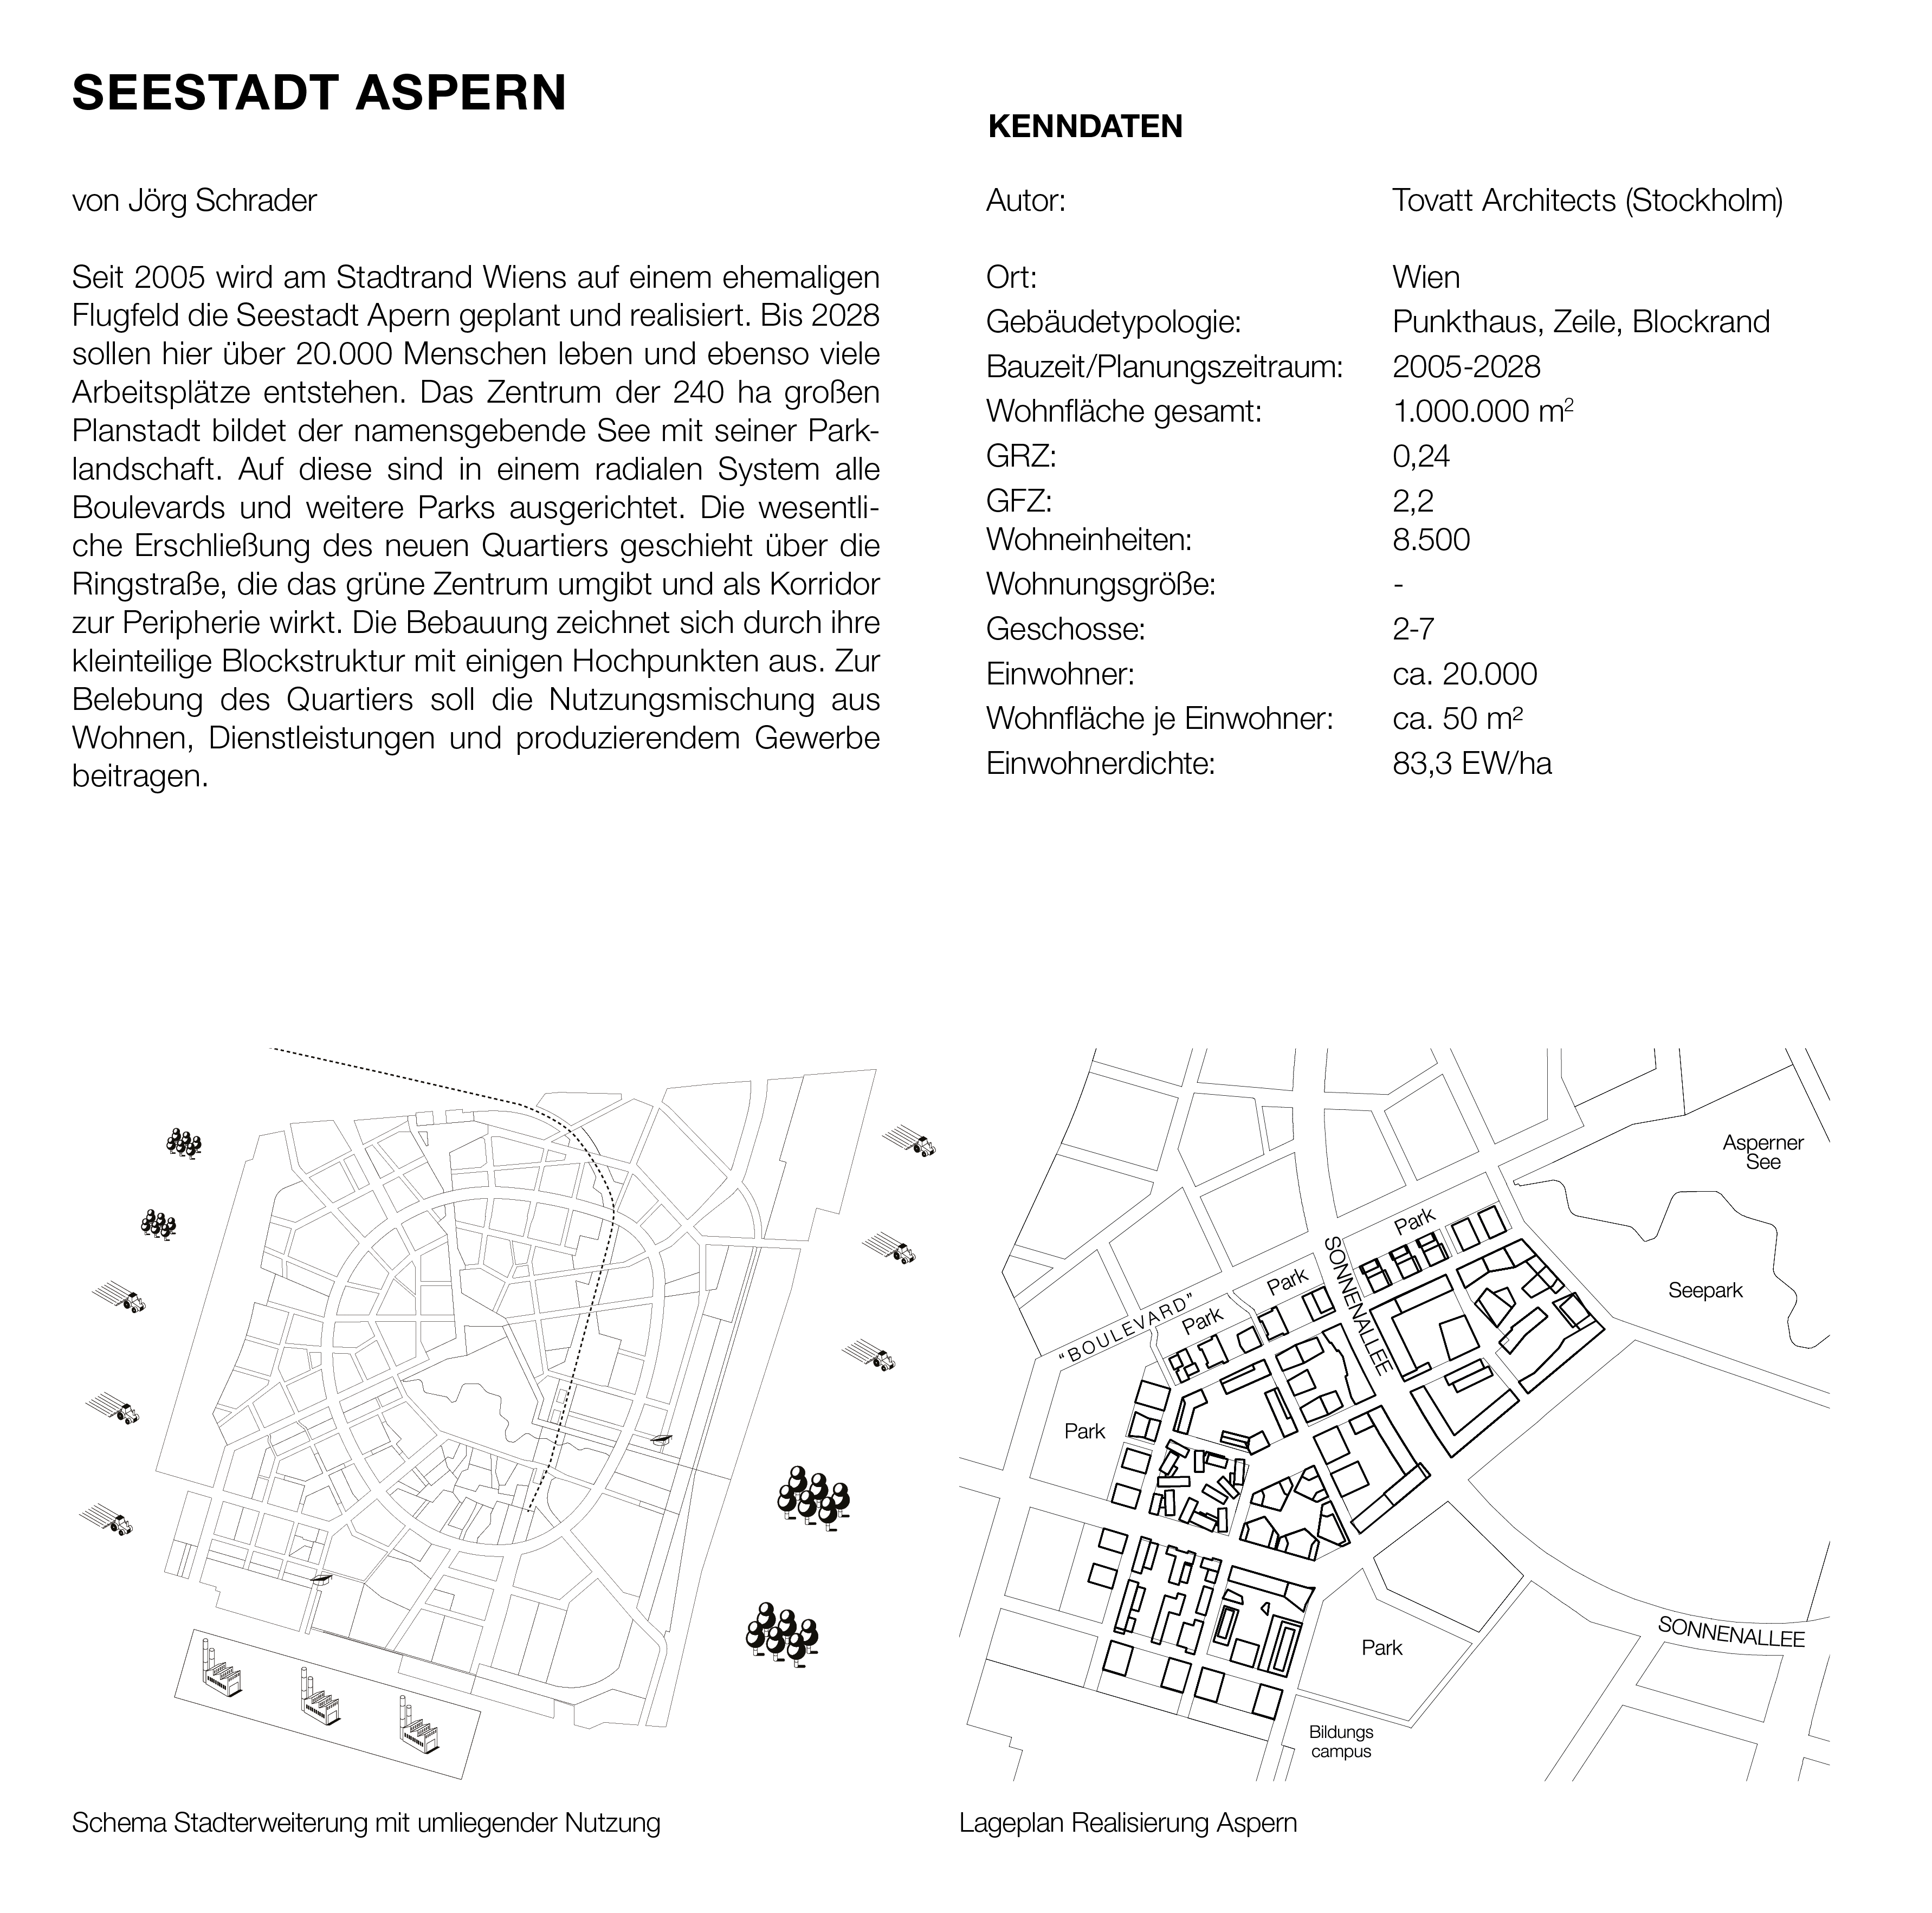 SEESTADT ASPERN
von Jörg Schrader
Seit 2005 wird am Stadtrand Wiens auf einem ehemaligen
Flugfeld die Seestadt Apern geplant und realisiert. Bis 2028
sollen hier über 20.000 Menschen leben und ebenso viele
Arbeitsplätze entstehen. Das Zentrum der 240 ha großen
Planstadt bildet der namensgebende See mit seiner Park-
landschaft. Auf diese sind in einem radialen System alle
Boulevards und weitere Parks ausgerichtet. Die wesentli-
che Erschließung des neuen Quartiers geschieht über die
Ringstraße, die das grüne Zentrum umgibt und als Korridor
zur Peripherie wirkt. Die Bebauung zeichnet sich durch ihre
kleinteilige Blockstruktur mit einigen Hochpunkten aus. Zur
Belebung des Quartiers soll die Nutzungsmischung aus
Wohnen, Dienstleistungen und produzierendem Gewerbe
beitragen.
KENNDATEN
Autor: Tovatt Architects (Stockholm)
Ort: Wien
Gebäudetypologie: Punkthaus, Zeile, Blockrand
Bauzeit/Planungszeitraum: 2005-2028
Wohnfläche gesamt: 1.000.000 m²
GRZ: 0,24
GFZ: 2,2
Wohneinheiten: 8.500
Wohnungsgröße: -
Geschosse: 2-7
Einwohner: ca. 20.000
Wohnfläche je Einwohner: ca. 50 m²
Einwohnerdichte: 83,3 EW/ha
Schema Stadterweiterung mit umliegender Nutzung
Asperner
See
Park
SONNENALLEE
Park
Seepark
"BOULEVARD"
Park
Park
SONNENALLEE
Park
Bildungs
campus
Lageplan Realisierung Aspern